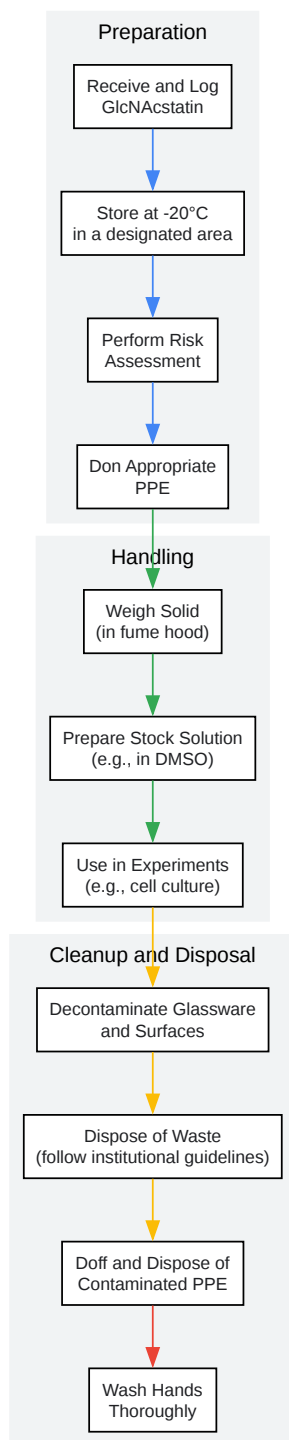 Preparation
Receive and Log
GlcNAcstatin
Store at -20°C
in a designated area
Perform Risk
Assessment
Don Appropriate
PPE
Handling
Weigh Solid
(in fume hood)
Prepare Stock Solution
(e.g., in DMSO)
Use in Experiments
(e.g., cell culture)
Cleanup and Disposal
Decontaminate Glassware
and Surfaces
Dispose of Waste
(follow institutional guidelines)
Doff and Dispose of
Contaminated PPE
Wash Hands
Thoroughly